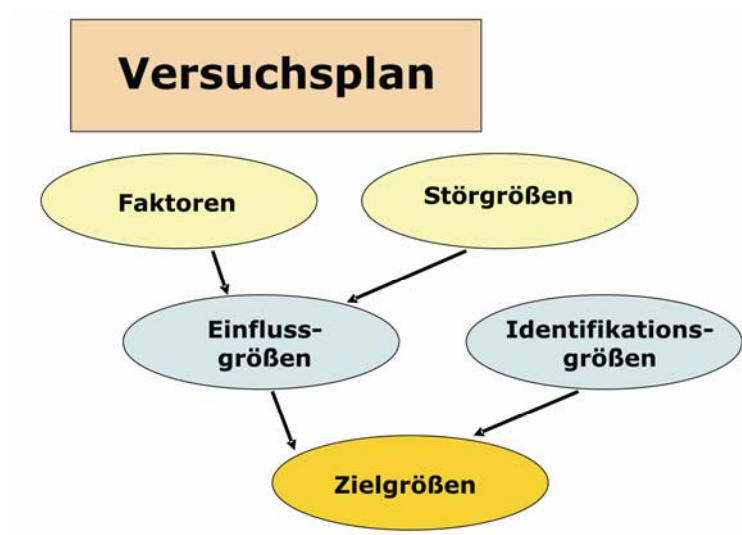 Versuchsplan
Faktoren
Störgrößen
Einfluss-
größen
Identifikations-
größen
Zielgrößen